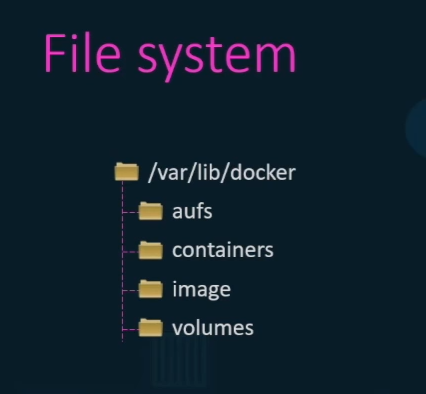 File system
/var/lib/docker
aufs
containers
image
volumes